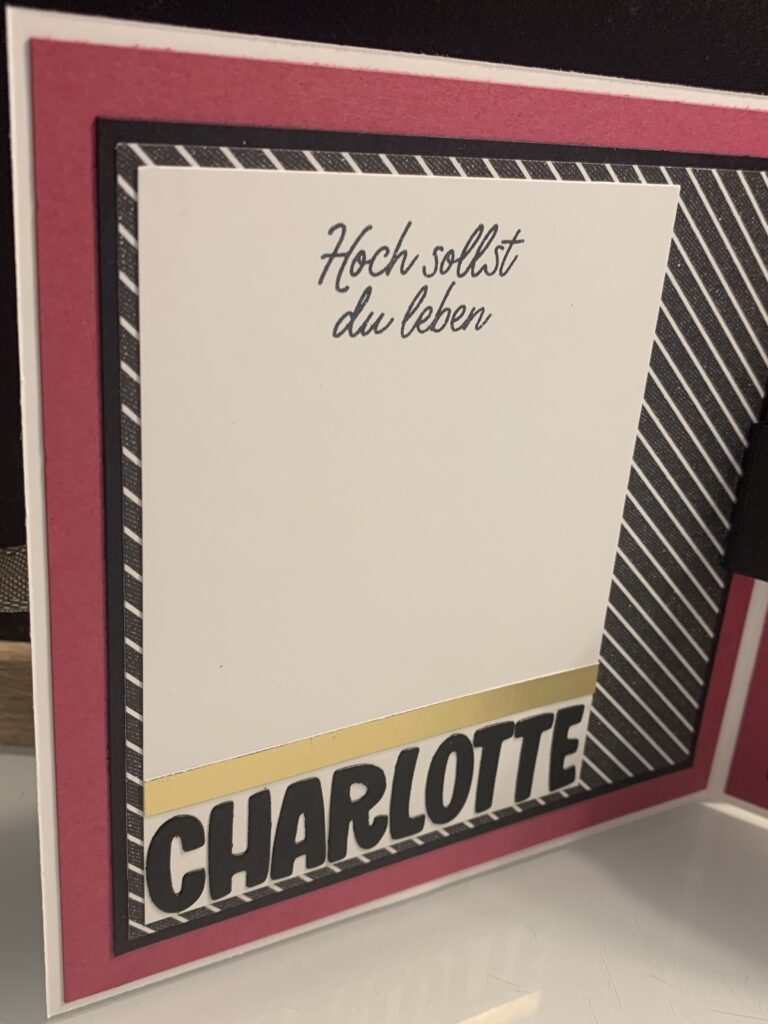 Hoch sollst
du leben
CHARLOTTE